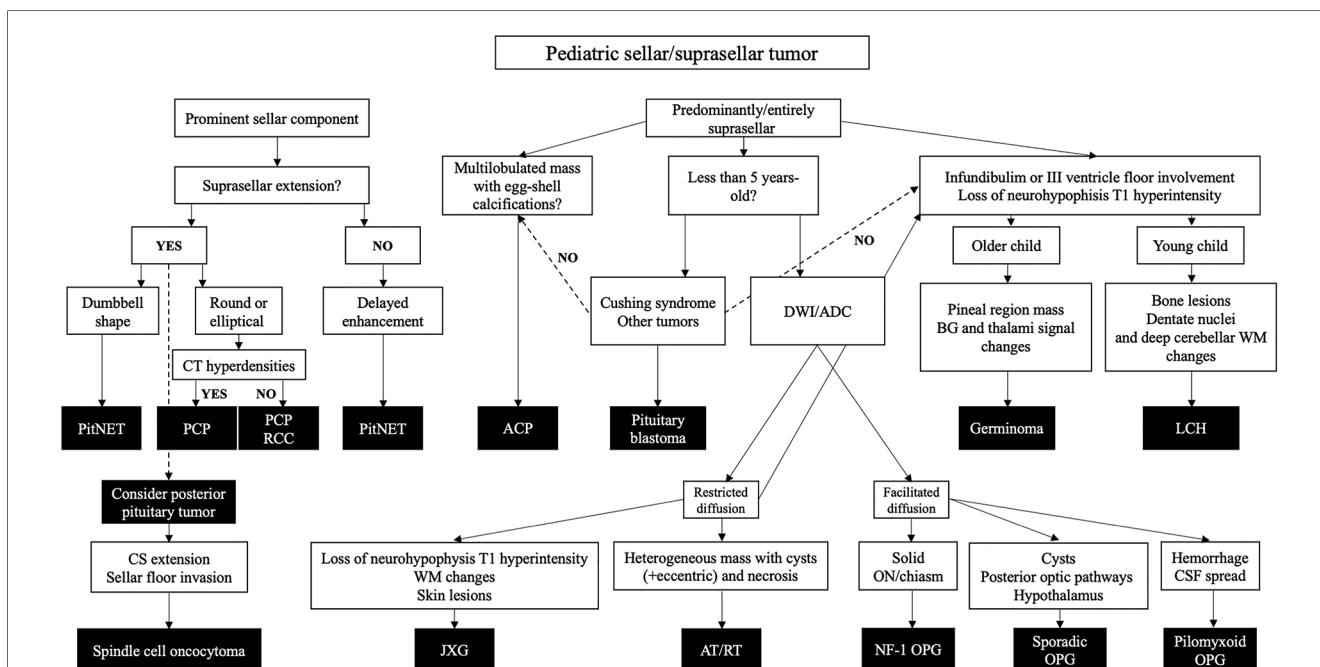 Pediatric sellar/suprasellar tumor
Prominent sellar component
Predominantly/entirely
suprasellar
Suprasellar extension?
Multilobulated mass
with egg-shell
calcifications?
Less than 5 years-
old?
Infundibulim or III ventricle floor involvement
Loss of neurohypophisis T1 hyperintensity
YES
NO
NO
NO
Older child
Young child
Dumbbell
shape
Round or
elliptical
Delayed
enhancement
Cushing syndrome
Other tumors
DWI/ADC
Pineal region mass
BG and thalami signal
changes
Bone lesions
Dentate nuclei
and deep cerebellar WM
changes
CT hyperdensities
YES
NO
PitNET
PCP
PCP
RCC
PitNET
ACP
Pituitary
blastoma
Germinoma
LCH
Consider posterior
pituitary tumor
Restricted
diffusion
Facilitated
diffusion
CS extension
Sellar floor invasion
Loss of neurohypophysis T1 hyperintensity
WM changes
Skin lesions
Heterogeneous mass with cysts
(+eccentric) and necrosis
Solid
ON/chiasm
Cysts
Posterior optic pathways
Hypothalamus
Hemorrhage
CSF spread
Spindle cell oncocytoma
JXG
AT/RT
NF-1 OPG
Sporadic
OPG
Pilomyxoid
OPG